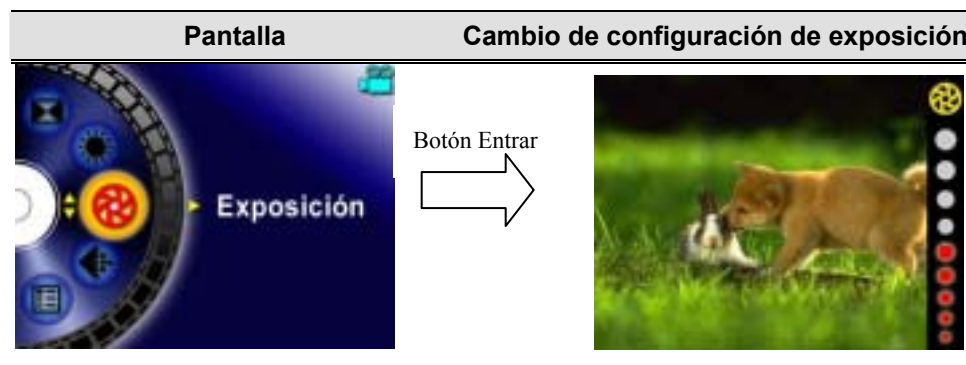 Pantalla Cambio de configuración de exposición
Botón Entrar
Exposición